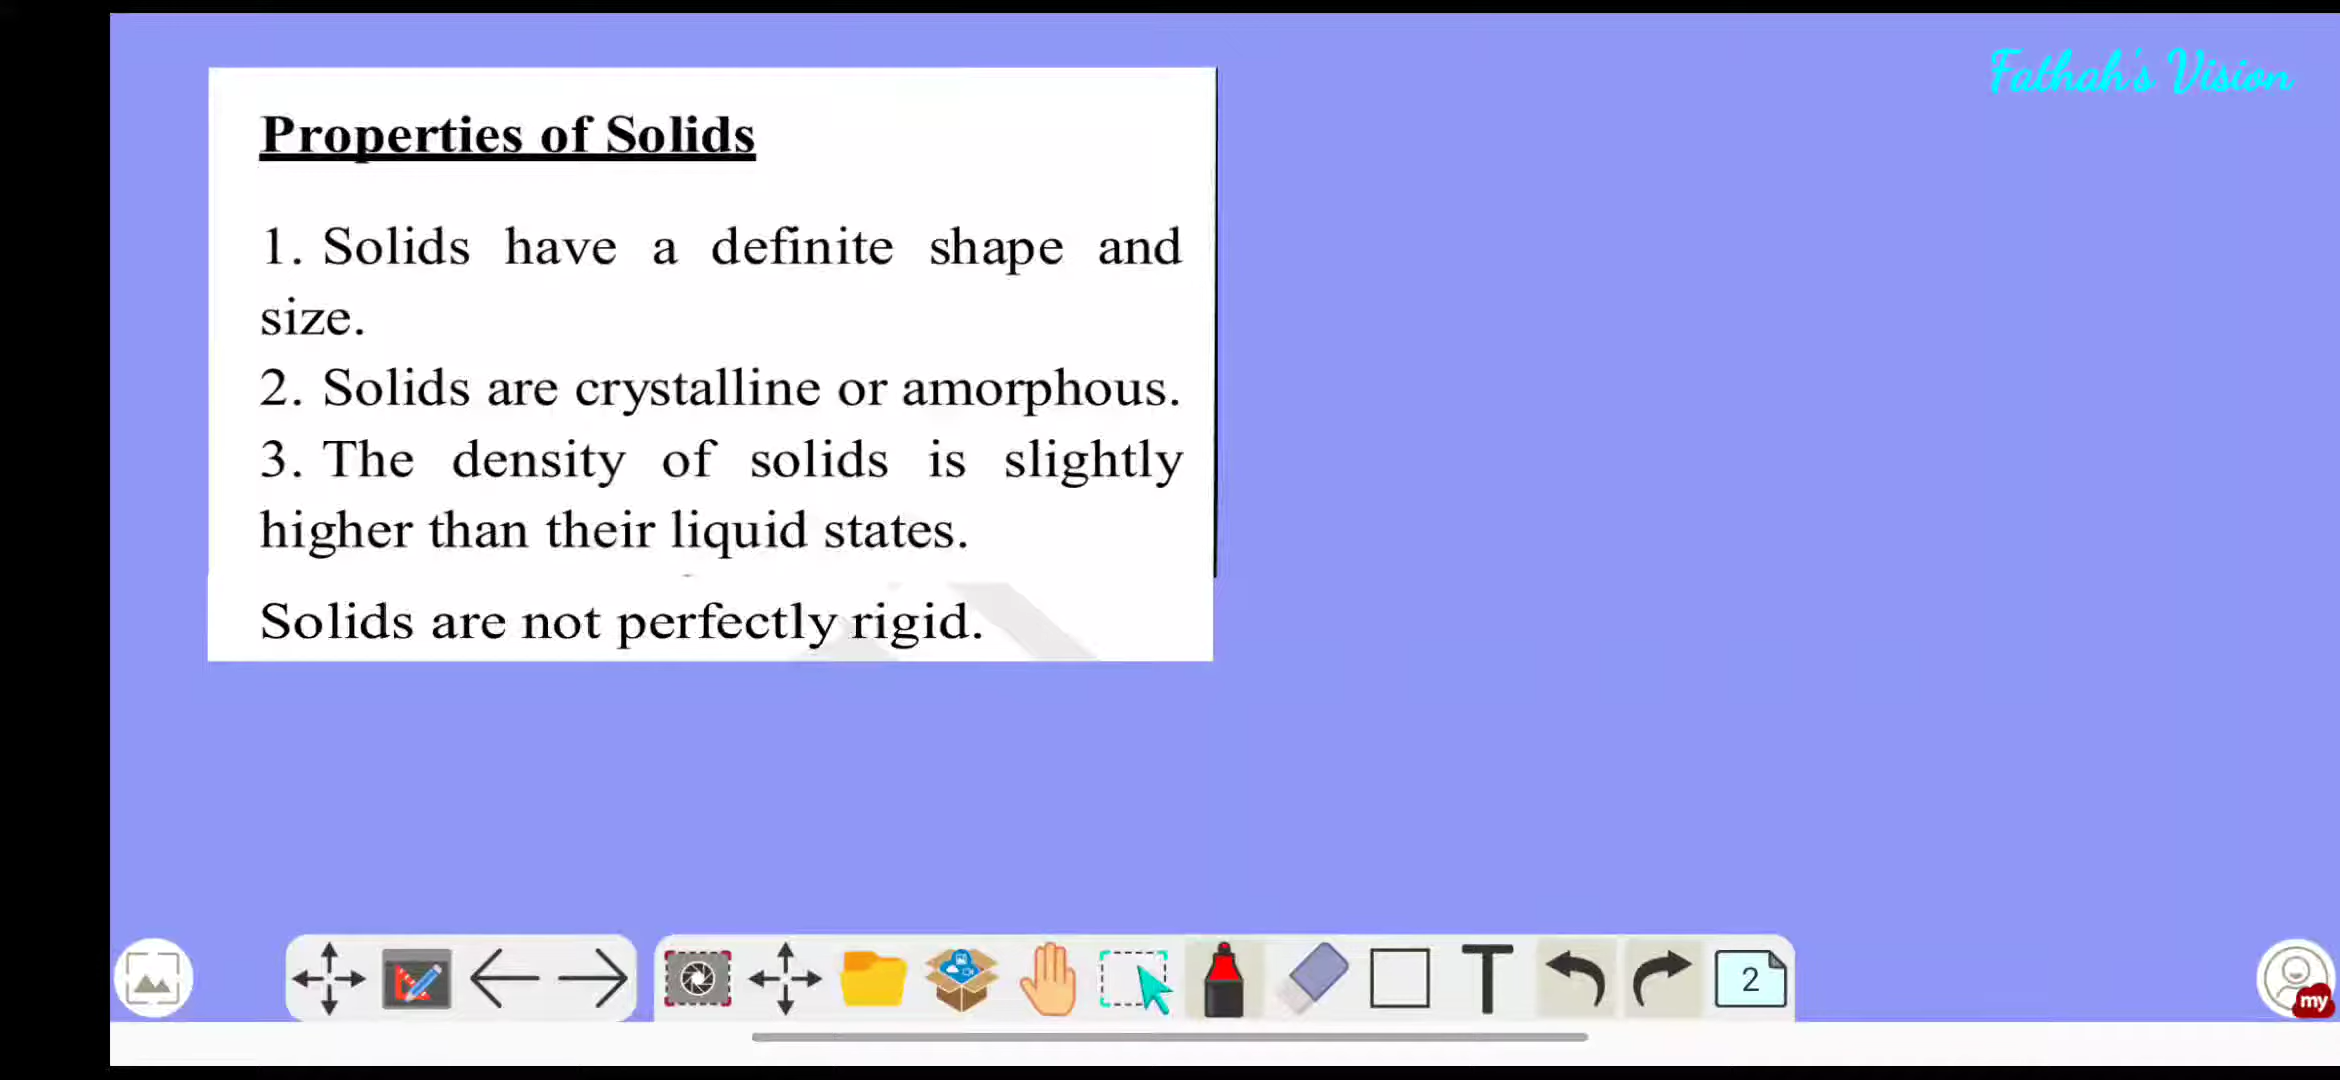 Fathah's Vision
Properties of Solids
1. Solids have a definite shape and
size.
2. Solids are crystalline or amorphous.
3. The density of solids is slightly
higher than their liquid states.
Solids are not perfectly rigid.
T
2
my